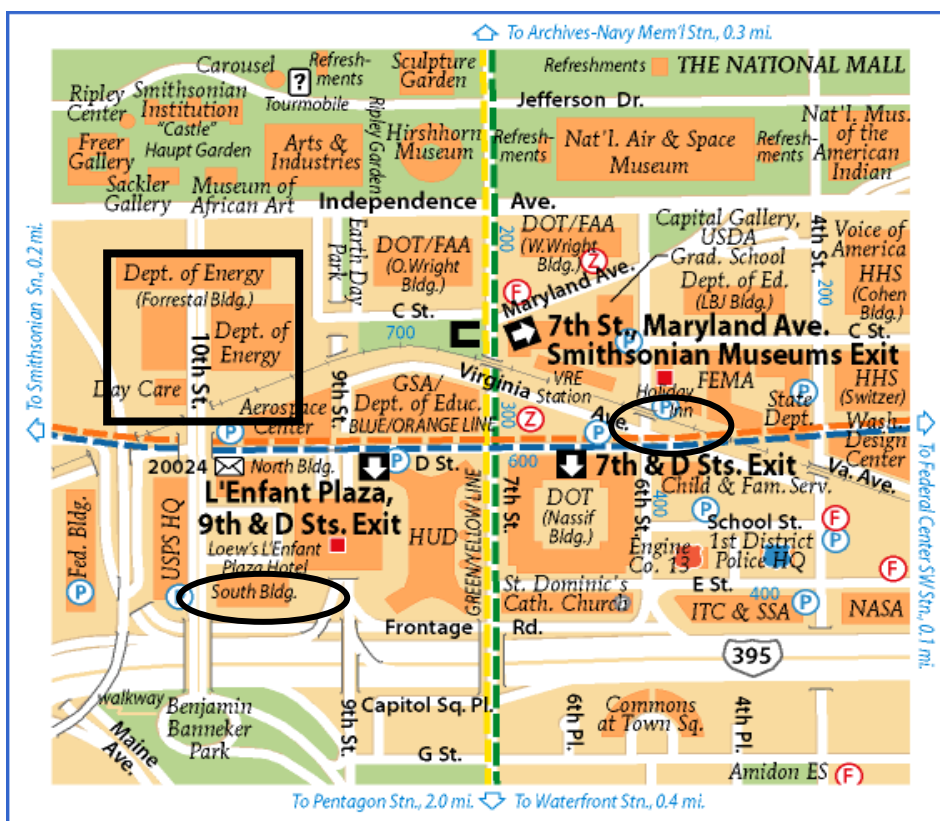 To Archives-Navy Mem'l Stn., 0.3 mi.
Carousel
Refresh-
ments
Sculpture
Garden
Refreshments
THE NATIONAL MALL
?
Tourmobile
Jefferson Dr.
Ripley
Center
Smithsonian
Institution
"Castle"
Haupt Garden
Freer
Gallery
Arts &
Industries
Ripley Garden
Hirshhorn
Museum
Refresh-
ments
Nat'l. Air & Space
Museum
Refresh-
ments
Nat'l. Mus.
of the
American
Indian
Sackler
Gallery
Museum of
African Art
Independence Ave.
To Smithsonian Sn., 0.2 mi.
Dept. of Energy
(Forrestal Bldg.)
Dept. of
Energy
10th St.
Day Care
Earth Day
Park
DOT/FAA
(O.Wright
Bldg.)
200
DOT/FAA
(W.Wright
Bldg.)
Z
F
Maryland Ave.
Capital Gallery,
USDA
Grad. School
Dept. of Ed.
(LBJ Bldg.)
4th St.
200
Voice of
America
HHS
(Cohen
Bldg.)
C St.
700
C St.
7th St., Maryland Ave.
Smithsonian Museums Exit
P
Virginia Ave.
VRE
Station
Holiday
Inn
P
FEMA
P
State
Dept.
HHS
(Switzer)
Wash.
Design
Center
Va. Ave.
9th St.
GSA/
Dept. of Educ.
BLUE/ORANGE LINE
Aerospace
Center
P
300
Z
P
To Federal Center SW Stn., 0.1 mi.
20024
North Bldg.
P
D St.
600
7th & D Sts. Exit
L'Enfant Plaza,
9th & D Sts. Exit
Loew's L'Enfant
Plaza Hotel
South Bldg.
Fed. Bldg.
P
USPS HQ
P
HUD
GREEN/YELLOW LINE
7th St.
DOT
(Nassif
Bldg.)
6th St.
400
Child & Fam. Serv.
P
School St.
F
P
Engine
Co. 13
1st District
Police HQ
F
St. Dominic's
Cath. Church
E St.
400
ITC & SSA
P
NASA
Frontage Rd.
395
walkway
Maine
Ave.
Benjamin
Banneker
Park
9th St.
Capitol Sq. Pl.
6th Pl.
Commons
at Town Sq.
4th Pl.
G St.
Amidon ES
F
To Pentagon Stn., 2.0 mi.
To Waterfront Stn., 0.4 mi.